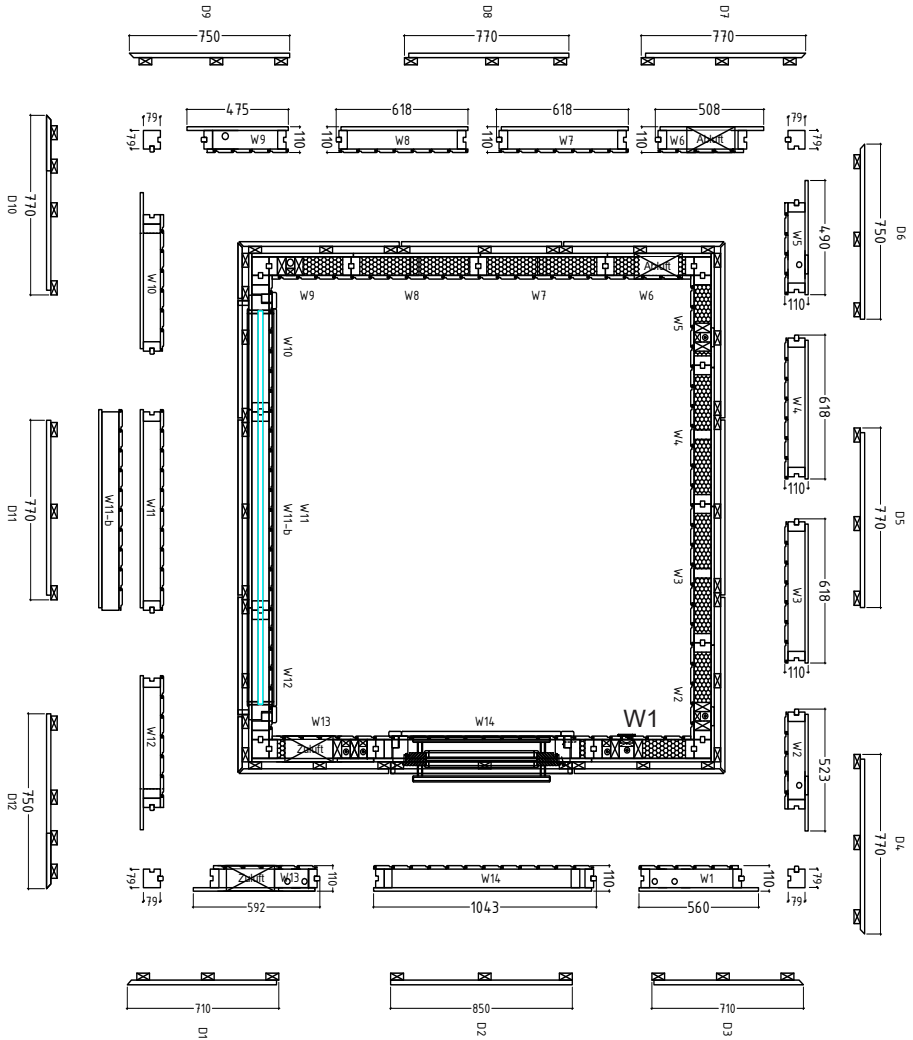 D9
D8
D7
750
770
770
475
618
618
508
79
79
110
W9
110
W8
110
W7
110
W6
Abluft
79
79
D10
770
W10
W5
490
110
750
D6
Abluft
W9
W8
W7
W6
W5
W10
W4
W4
618
110
D11
770
W11-b
W11
W11
W11-b
W3
W3
618
110
770
D5
W12
W2
D12
750
W12
W13
W14
W1
Zuluft
W2
523
770
D4
79
79
Zuluft
W13
110
592
W14
110
1043
W1
110
560
79
79
710
850
710
D1
D2
D3